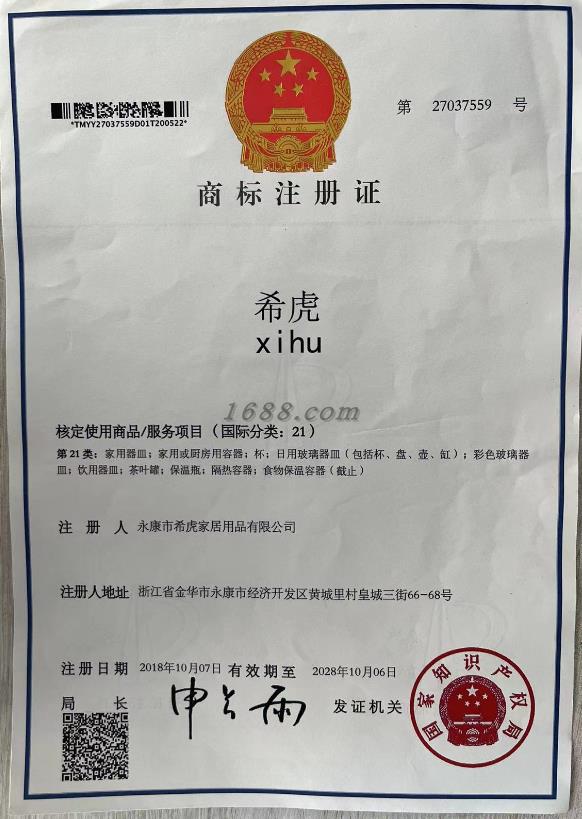 第 27037559 号
*TMYY27037559D01T200522*
商标注册证
希虎
xihu
1688.com
核定使用商品/服务项目（国际分类：21）
第 21 类：家用器皿；家用或厨房用容器；杯；日用玻璃器皿（包括杯、盘、壶、缸）；彩色玻璃器
皿；饮用器皿；茶叶罐；保温瓶；隔热容器；食物保温容器（截止）
注 册 人 永康市希虎家居用品有限公司
注册人地址 浙江省金华市永康市经济开发区黄城里村皇城三街66-68号
注册日期 2018年10月07日 有效期至 2028年10月06日
局 长 申长雨 发证机关
国家知识产权局